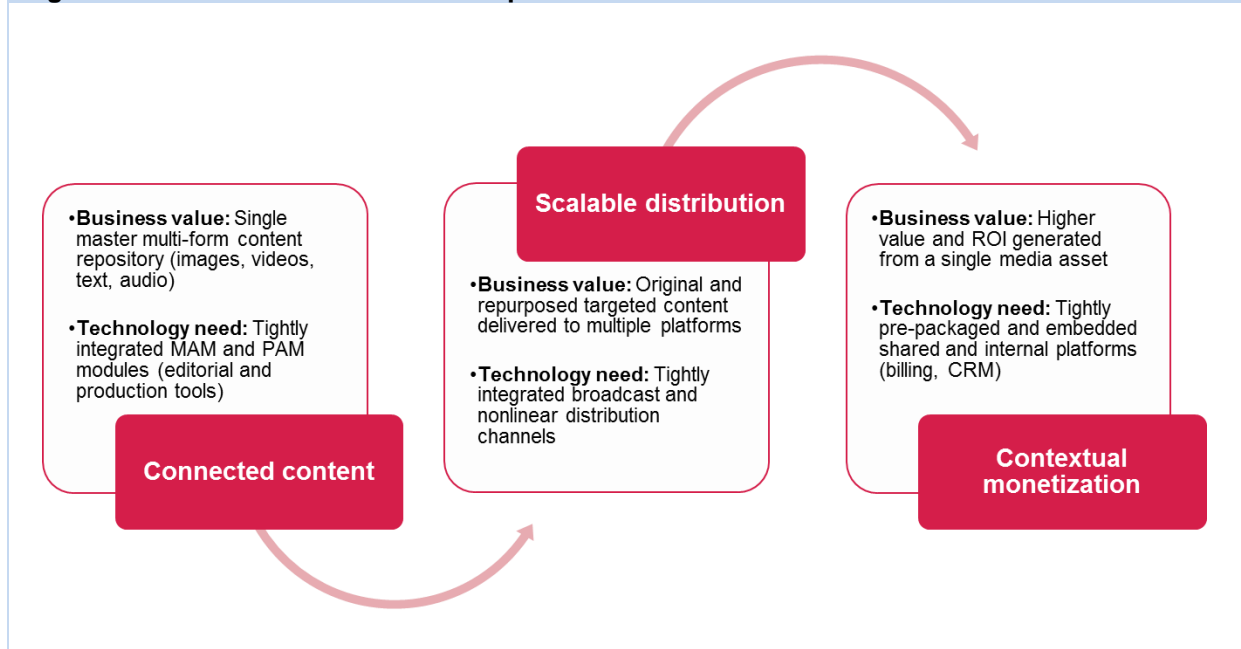 •Business value: Single
master multi-form content
repository (images, videos,
text, audio)
•Technology need: Tightly
integrated MAM and PAM
modules (editorial and
production tools)
Connected content
Scalable distribution
•Business value: Original and
repurposed targeted content
delivered to multiple platforms
•Technology need: Tightly
integrated broadcast and
nonlinear distribution
channels
•Business value: Higher
value and ROI generated
from a single media asset
•Technology need: Tightly
pre-packaged and embedded
shared and internal platforms
(billing, CRM)
Contextual
monetization